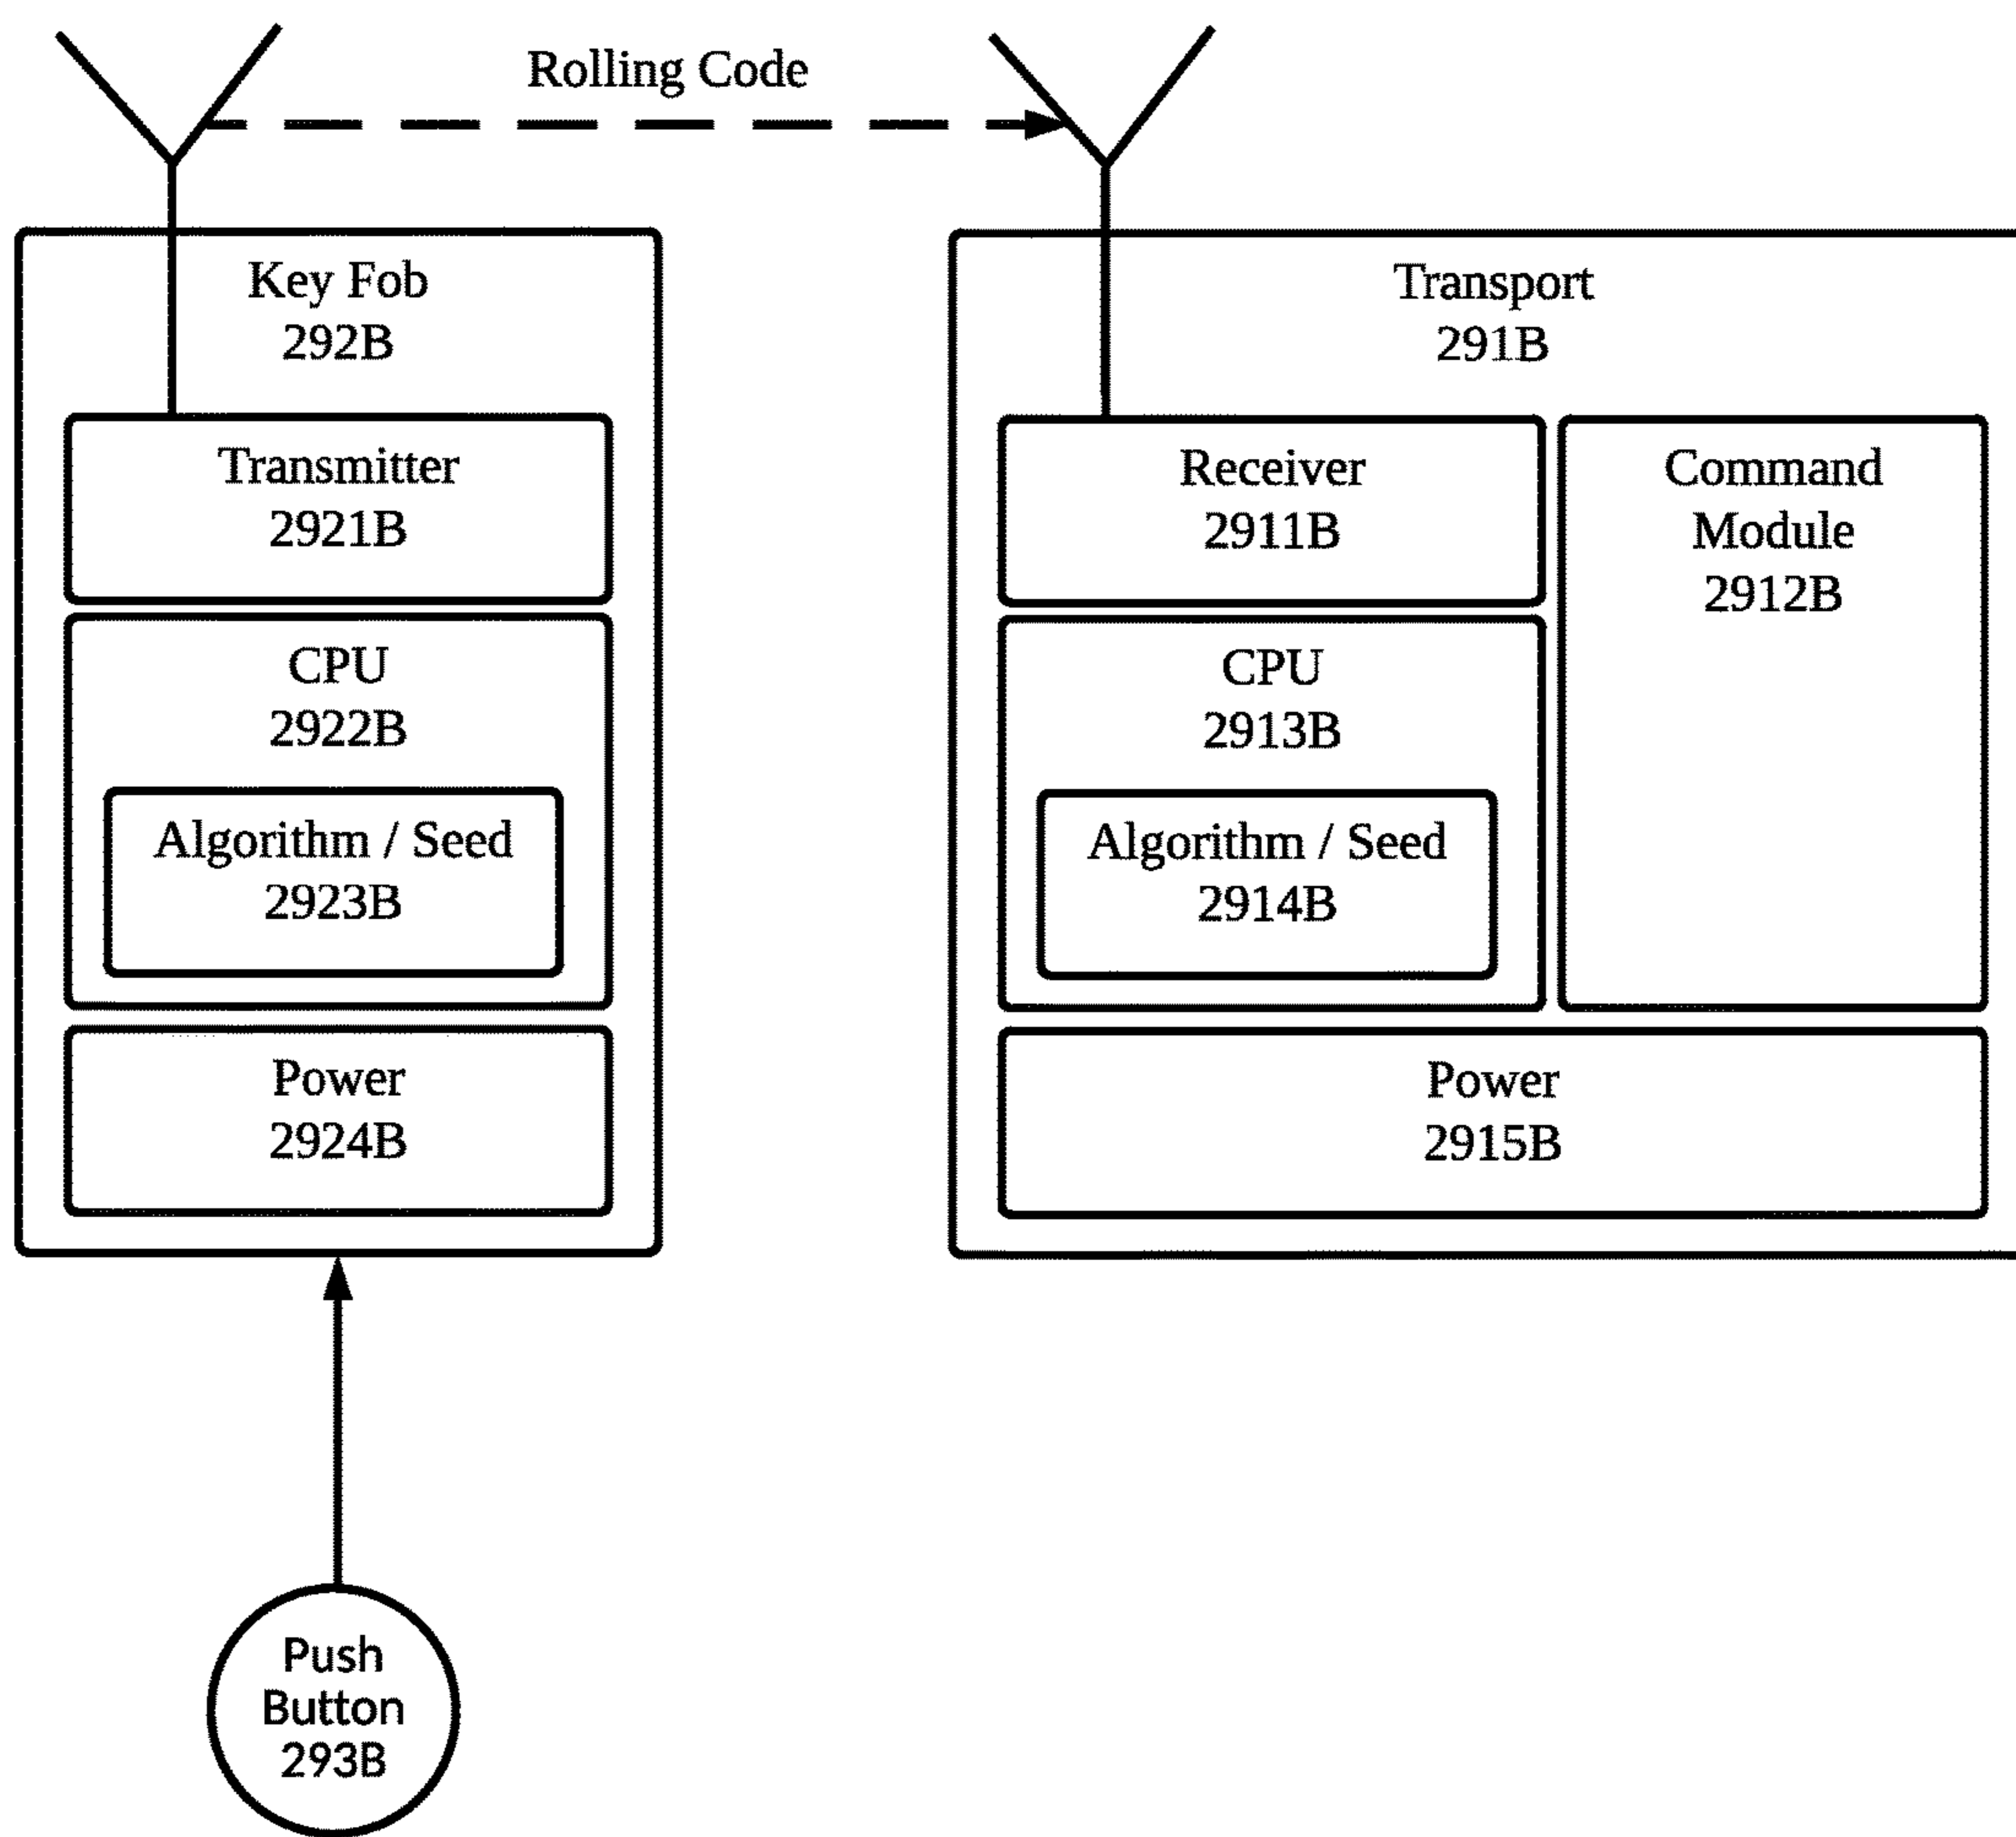 Rolling Code
Key Fob
292B
Transmitter
2921B
CPU
2922B
Algorithm / Seed
2923B
Power
2924B
Transport
291B
Receiver
2911B
Command
Module
2912B
CPU
2913B
Algorithm / Seed
2914B
Power
2915B
Push
Button
293B